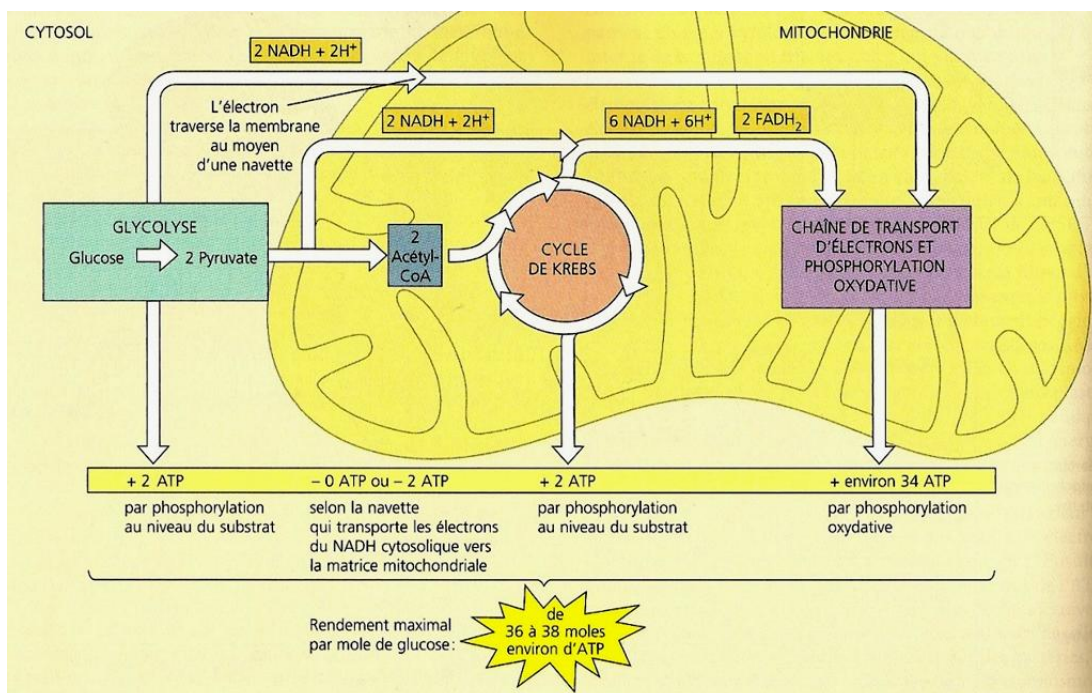 CYTOSOL
MITOCHONDRIE
2 NADH + 2H⁺
L'électron
traverse la membrane
au moyen
d'une navette
2 NADH + 2H⁺
6 NADH + 6H⁺
2 FADH₂
GLYCOLYSE
Glucose
2 Pyruvate
2
Acétyl-
CoA
CYCLE
DE KREBS
CHAÎNE DE TRANSPORT
D'ÉLECTRONS ET
PHOSPHORYLATION
OXYDATIVE
+ 2 ATP
par phosphorylation
au niveau du substrat
– 0 ATP ou – 2 ATP
selon la navette
qui transporte les électrons
du NADH cytosolique vers
la matrice mitochondriale
+ 2 ATP
par phosphorylation
au niveau du substrat
+ environ 34 ATP
par phosphorylation
oxydative
Rendement maximal
par mole de glucose :
de
36 à 38 moles
environ d'ATP